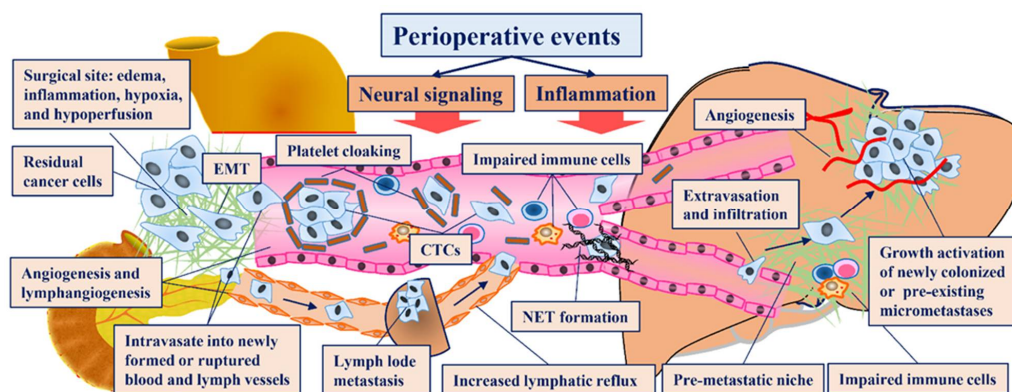 Perioperative events
Neural signaling
Inflammation
Surgical site: edema,
inflammation, hypoxia,
and hypoperfusion
Residual
cancer cells
EMT
Platelet cloaking
Impaired immune cells
CTCs
Angiogenesis and
lymphangiogenesis
Intravasate into newly
formed or ruptured
blood and lymph vessels
Lymph lode
metastasis
Increased lymphatic reflux
NET formation
Angiogenesis
Extravasation
and infiltration
Growth activation
of newly colonized
or pre-existing
micrometastases
Pre-metastatic niche
Impaired immune cells